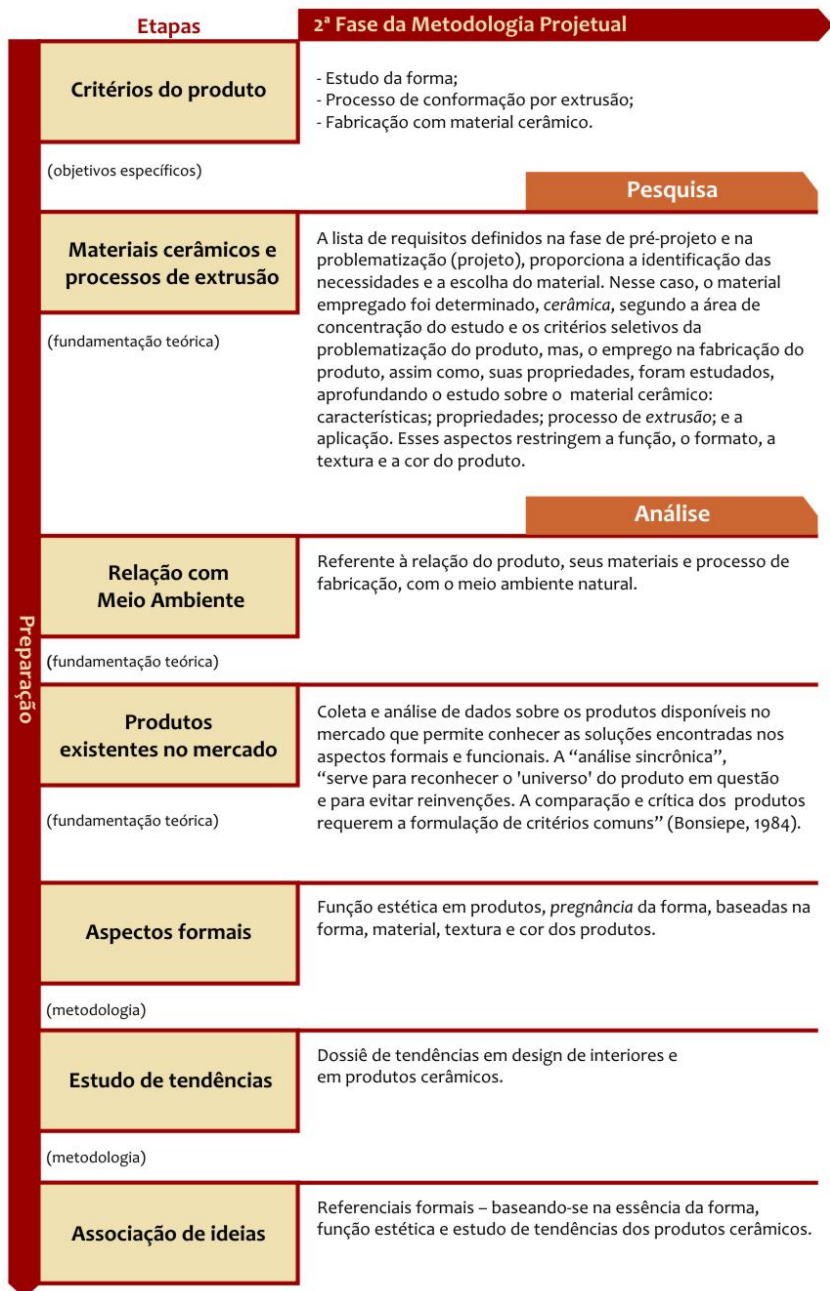 Etapas
2ª Fase da Metodologia Projetual
Preparação
Critérios do produto
- Estudo da forma;
- Processo de conformação por extrusão;
- Fabricação com material cerâmico.
(objetivos específicos)
Pesquisa
Materiais cerâmicos e
processos de extrusão
(fundamentação teórica)
A lista de requisitos definidos na fase de pré-projeto e na
problematização (projeto), proporciona a identificação das
necessidades e a escolha do material. Nesse caso, o material
empregado foi determinado, cerâmica, segundo a área de
concentração do estudo e os critérios seletivos da
problematização do produto, mas, o emprego na fabricação do
produto, assim como, suas propriedades, foram estudados,
aprofundando o estudo sobre o material cerâmico:
características; propriedades; processo de extrusão; e a
aplicação. Esses aspectos restringem a função, o formato, a
textura e a cor do produto.
Análise
Relação com
Meio Ambiente
(fundamentação teórica)
Referente à relação do produto, seus materiais e processo de
fabricação, com o meio ambiente natural.
Produtos
existentes no mercado
(fundamentação teórica)
Coleta e análise de dados sobre os produtos disponíveis no
mercado que permite conhecer as soluções encontradas nos
aspectos formais e funcionais. A “análise sincrônica”,
“serve para reconhecer o 'universo' do produto em questão
e para evitar reinvenções. A comparação e crítica dos produtos
requerem a formulação de critérios comuns” (Bonsiepe, 1984).
Aspectos formais
(metodologia)
Função estética em produtos, pregnância da forma, baseadas na
forma, material, textura e cor dos produtos.
Estudo de tendências
(metodologia)
Dossiê de tendências em design de interiores e
em produtos cerâmicos.
Associação de ideias
Referenciais formais – baseando-se na essência da forma,
função estética e estudo de tendências dos produtos cerâmicos.